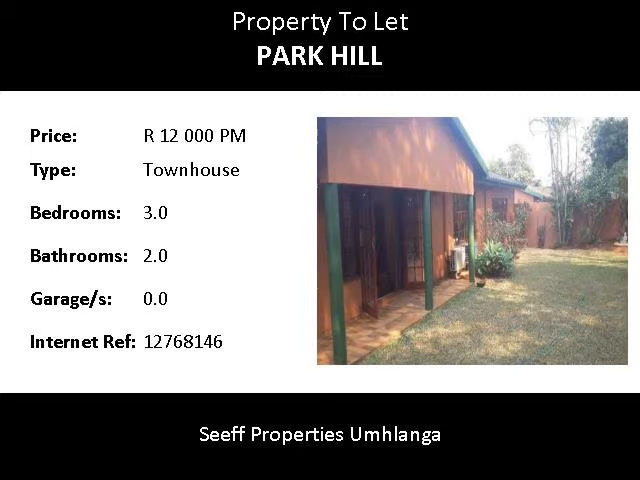 Property To Let
PARK HILL
Price: R 12 000 PM
Type: Townhouse
Bedrooms: 3.0
Bathrooms: 2.0
Garage/s: 0.0
Internet Ref: 12768146
Seeff Properties Umhlanga